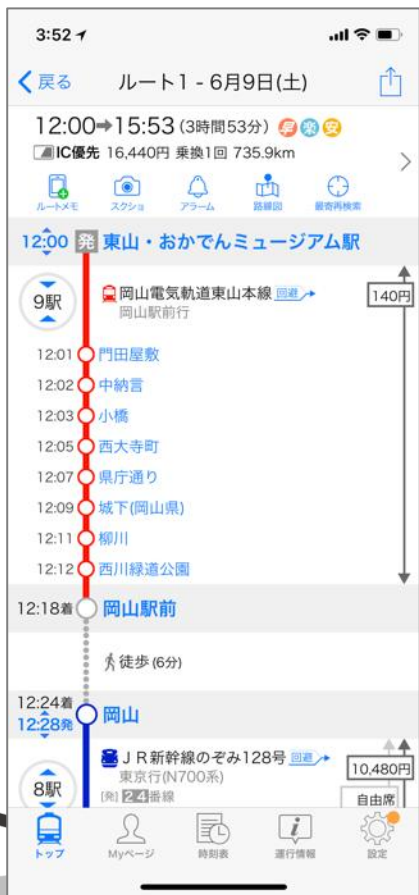 3:52
戻る ルート1 - 6月9日(土)
12:00→15:53 (3時間53分) 早 楽 安
IC優先 16,440円 乗換1回 735.9km
ルートメモ スクショ アラーム 路線図 最寄再検索
12:00 発 東山・おかでんミュージアム駅
9駅 岡山電気軌道東山本線 回避 140円
岡山駅前行
12:01 門田屋敷
12:02 中納言
12:03 小橋
12:05 西大寺町
12:07 県庁通り
12:09 城下(岡山県)
12:11 柳川
12:12 西川緑道公園
12:18着 岡山駅前
徒歩 (6分)
12:24着
12:28発 岡山
8駅 JR新幹線のぞみ128号 回避 10,480円
東京行(N700系)
[発] 24番線 自由席
トップ Myページ 時刻表 運行情報 設定